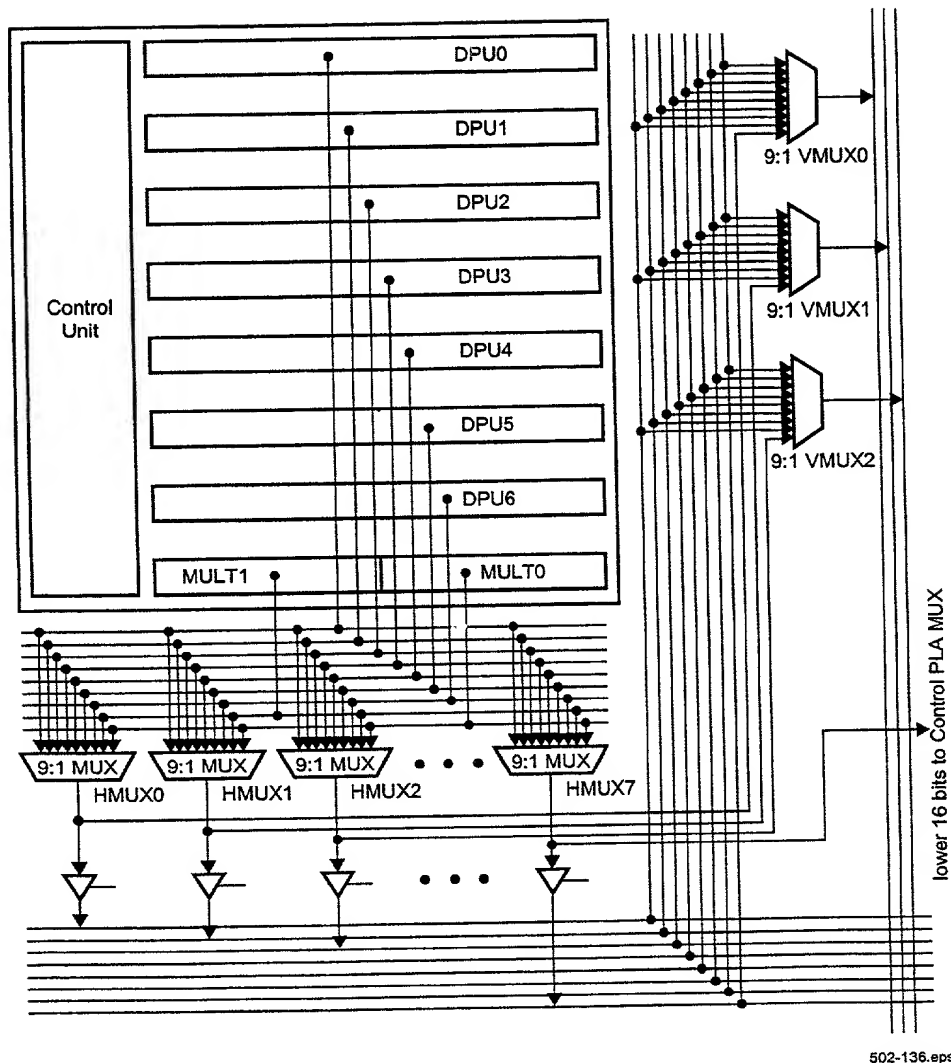 DPU0
DPU1
DPU2
DPU3
Control
Unit
DPU4
DPU5
DPU6
MULT1
MULT0
9:1 VMUX0
9:1 VMUX1
9:1 VMUX2
9:1 MUX
9:1 MUX
9:1 MUX
9:1 MUX
HMUX0
HMUX1
HMUX2
HMUX7
lower 16 bits to Control PLA MUX
502-136.eps